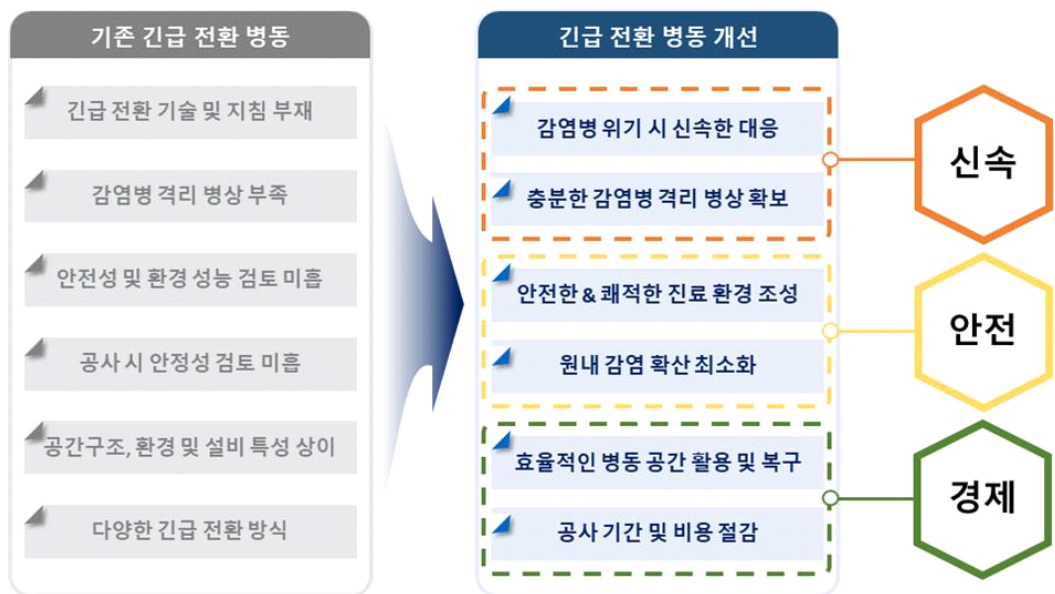 기존 긴급 전환 병동
긴급 전환 기술 및 지침 부재
감염병 격리 병상 부족
안전성 및 환경 성능 검토 미흡
공사 시 안정성 검토 미흡
공간구조, 환경 및 설비 특성 상이
다양한 긴급 전환 방식
긴급 전환 병동 개선
감염병 위기 시 신속한 대응
충분한 감염병 격리 병상 확보
안전한 & 쾌적한 진료 환경 조성
원내 감염 확산 최소화
효율적인 병동 공간 활용 및 복구
공사 기간 및 비용 절감
신속
안전
경제